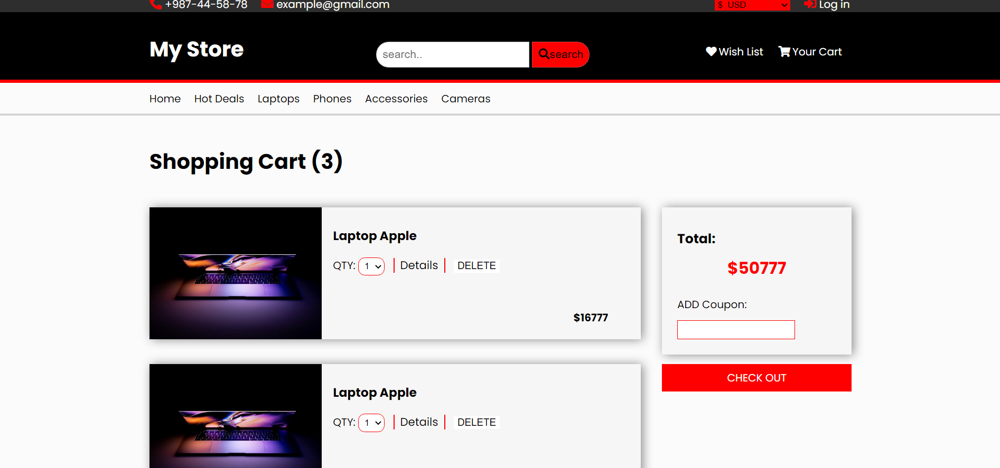 +987-44-58-78 example@gmail.com $ USD Log in
My Store search.. search Wish List Your Cart
Home Hot Deals Laptops Phones Accessories Cameras
Shopping Cart (3)
Laptop Apple
QTY: 1 Details DELETE
$16777
Total:
$50777
ADD Coupon:
CHECK OUT
Laptop Apple
QTY: 1 Details DELETE